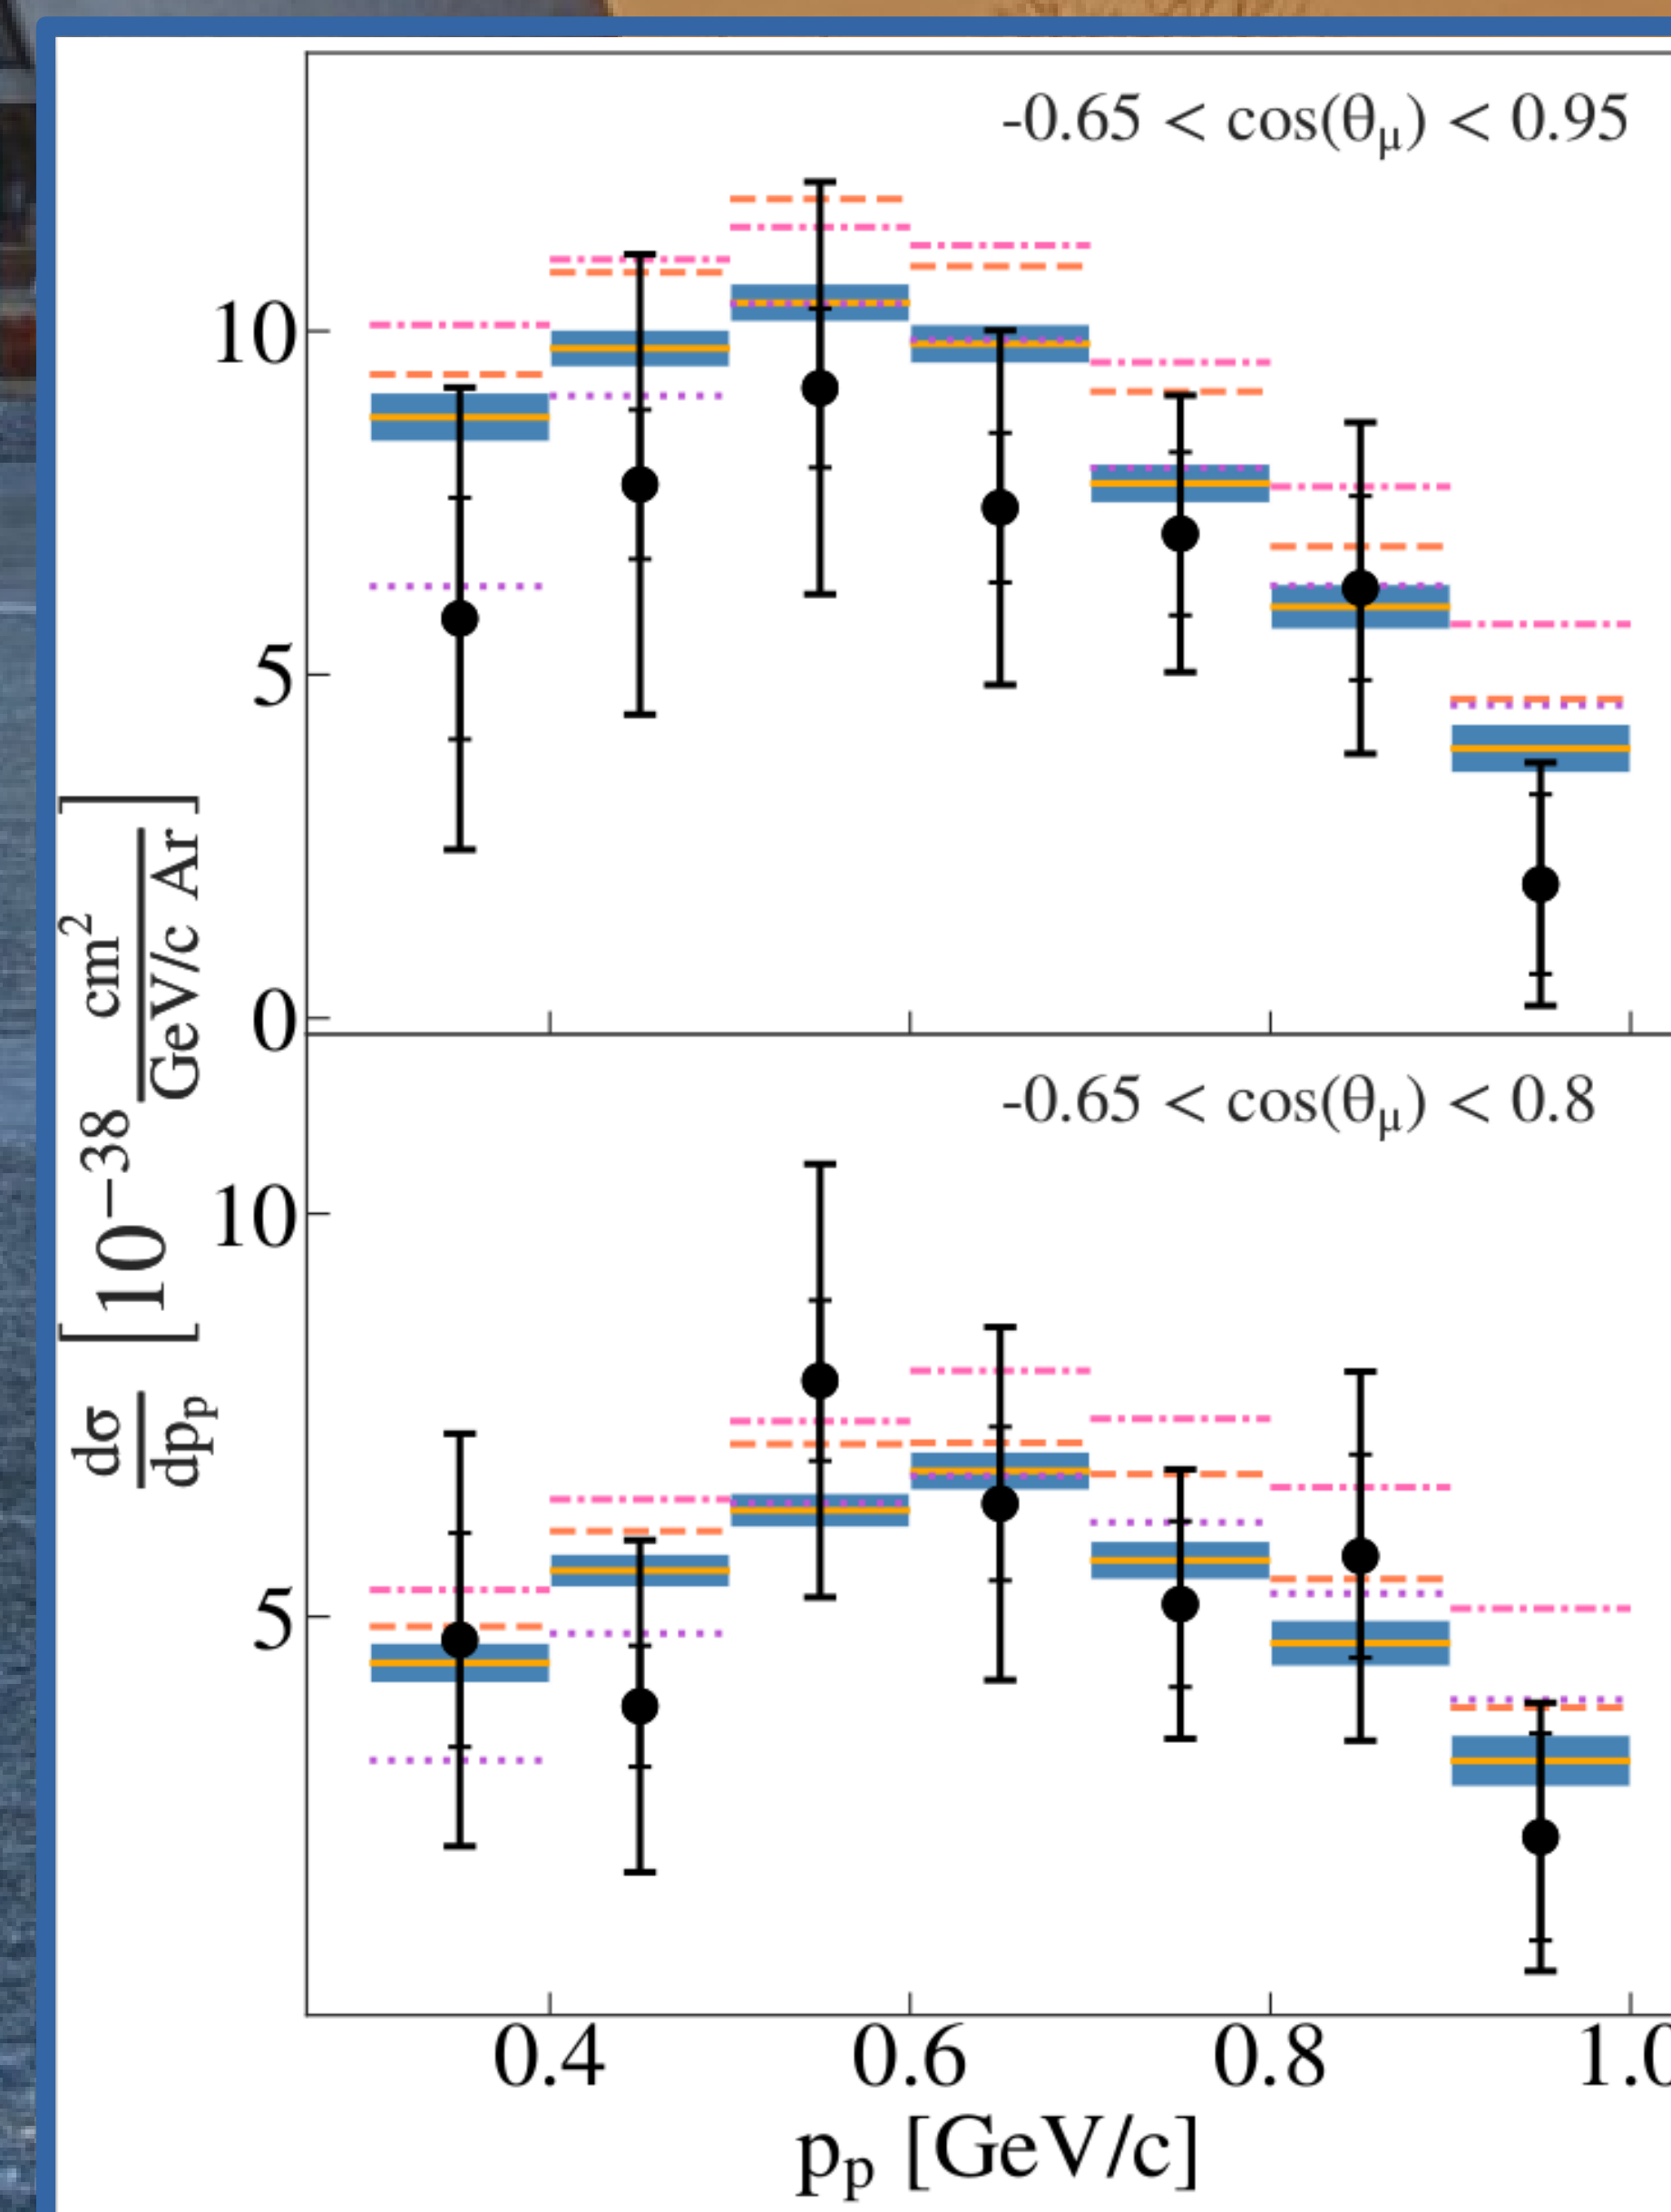 -0.65 < cos(θμ) < 0.95
10
5
0
dσ/dpp [10−38 cm2/GeV/c Ar]
-0.65 < cos(θμ) < 0.8
10
5
0.4 0.6 0.8 1.0
pp [GeV/c]